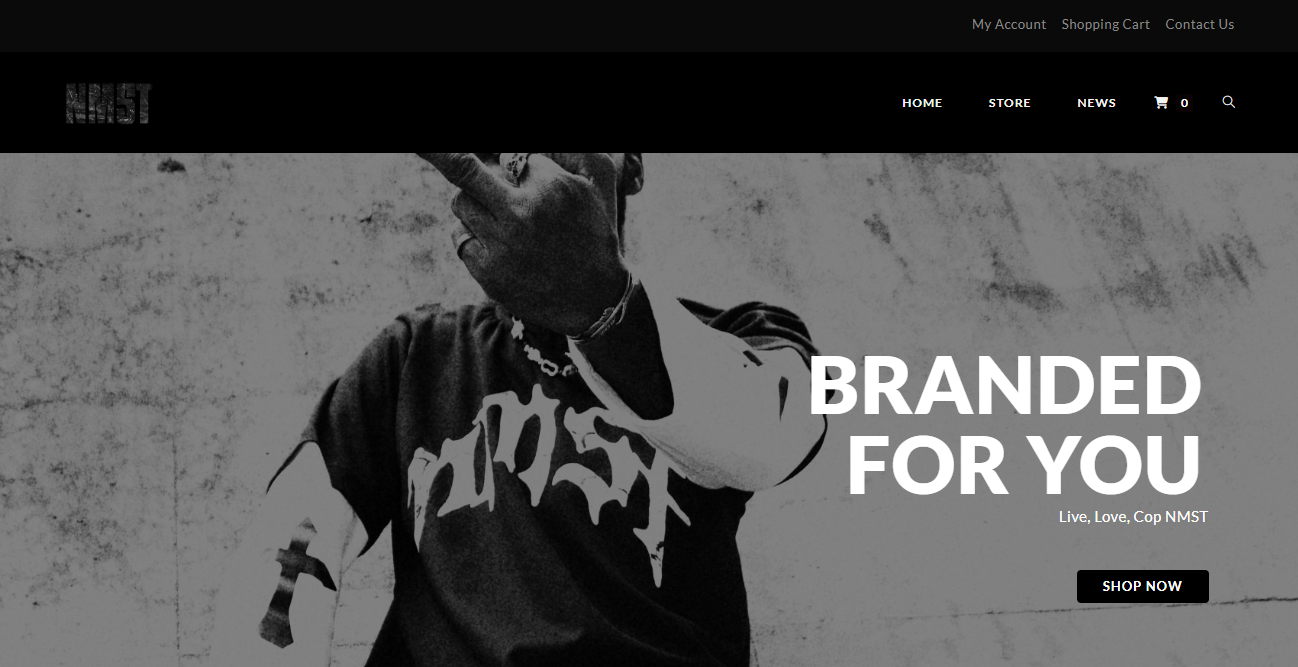 My Account Shopping Cart Contact Us
NMST
HOME STORE NEWS 0
nmst
BRANDED
FOR YOU
Live, Love, Cop NMST
SHOP NOW